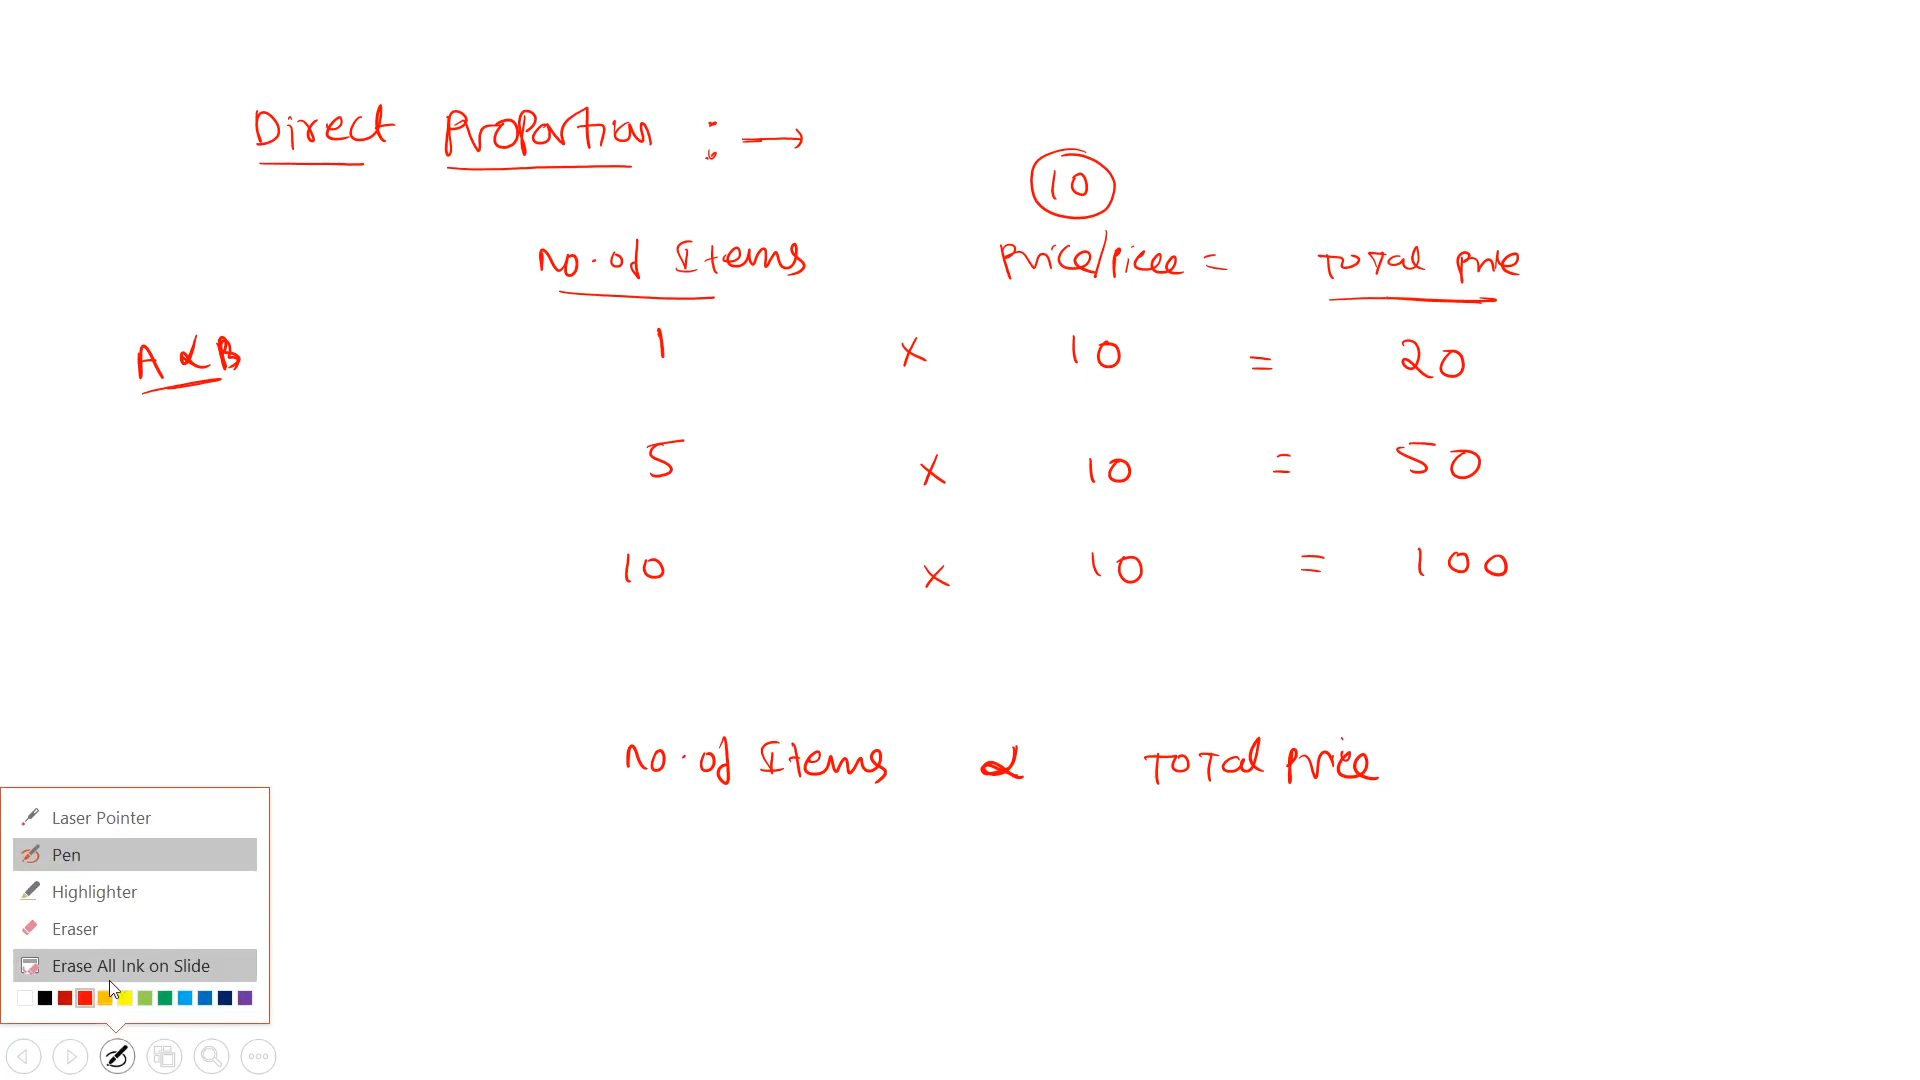 Direct Proportion : →
10
No. of Items Price/Piece = Total Price
A ∝ B
1 × 10 = 20
5 × 10 = 50
10 × 10 = 100
No. of Items ∝ Total Price
Laser Pointer
Pen
Highlighter
Eraser
Erase All Ink on Slide